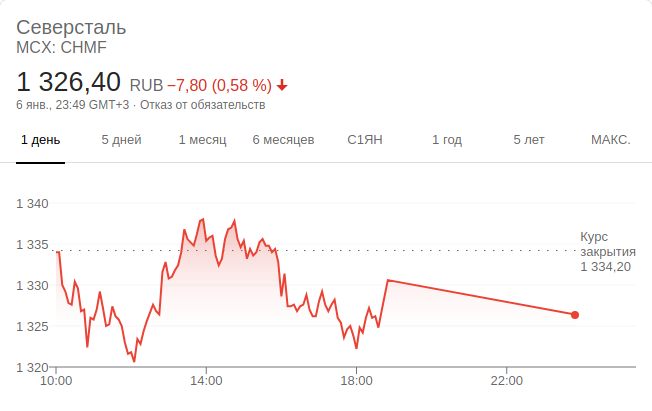 Северсталь
MCX: CHMF
1 326,40 RUB −7,80 (0,58 %)
6 янв., 23:49 GMT+3 · Отказ от обязательств
1 день 5 дней 1 месяц 6 месяцев С1ЯН 1 год 5 лет МАКС.
1 340
1 335
1 330
1 325
1 320
Курс
закрытия
1 334,20
10:00 14:00 18:00 22:00